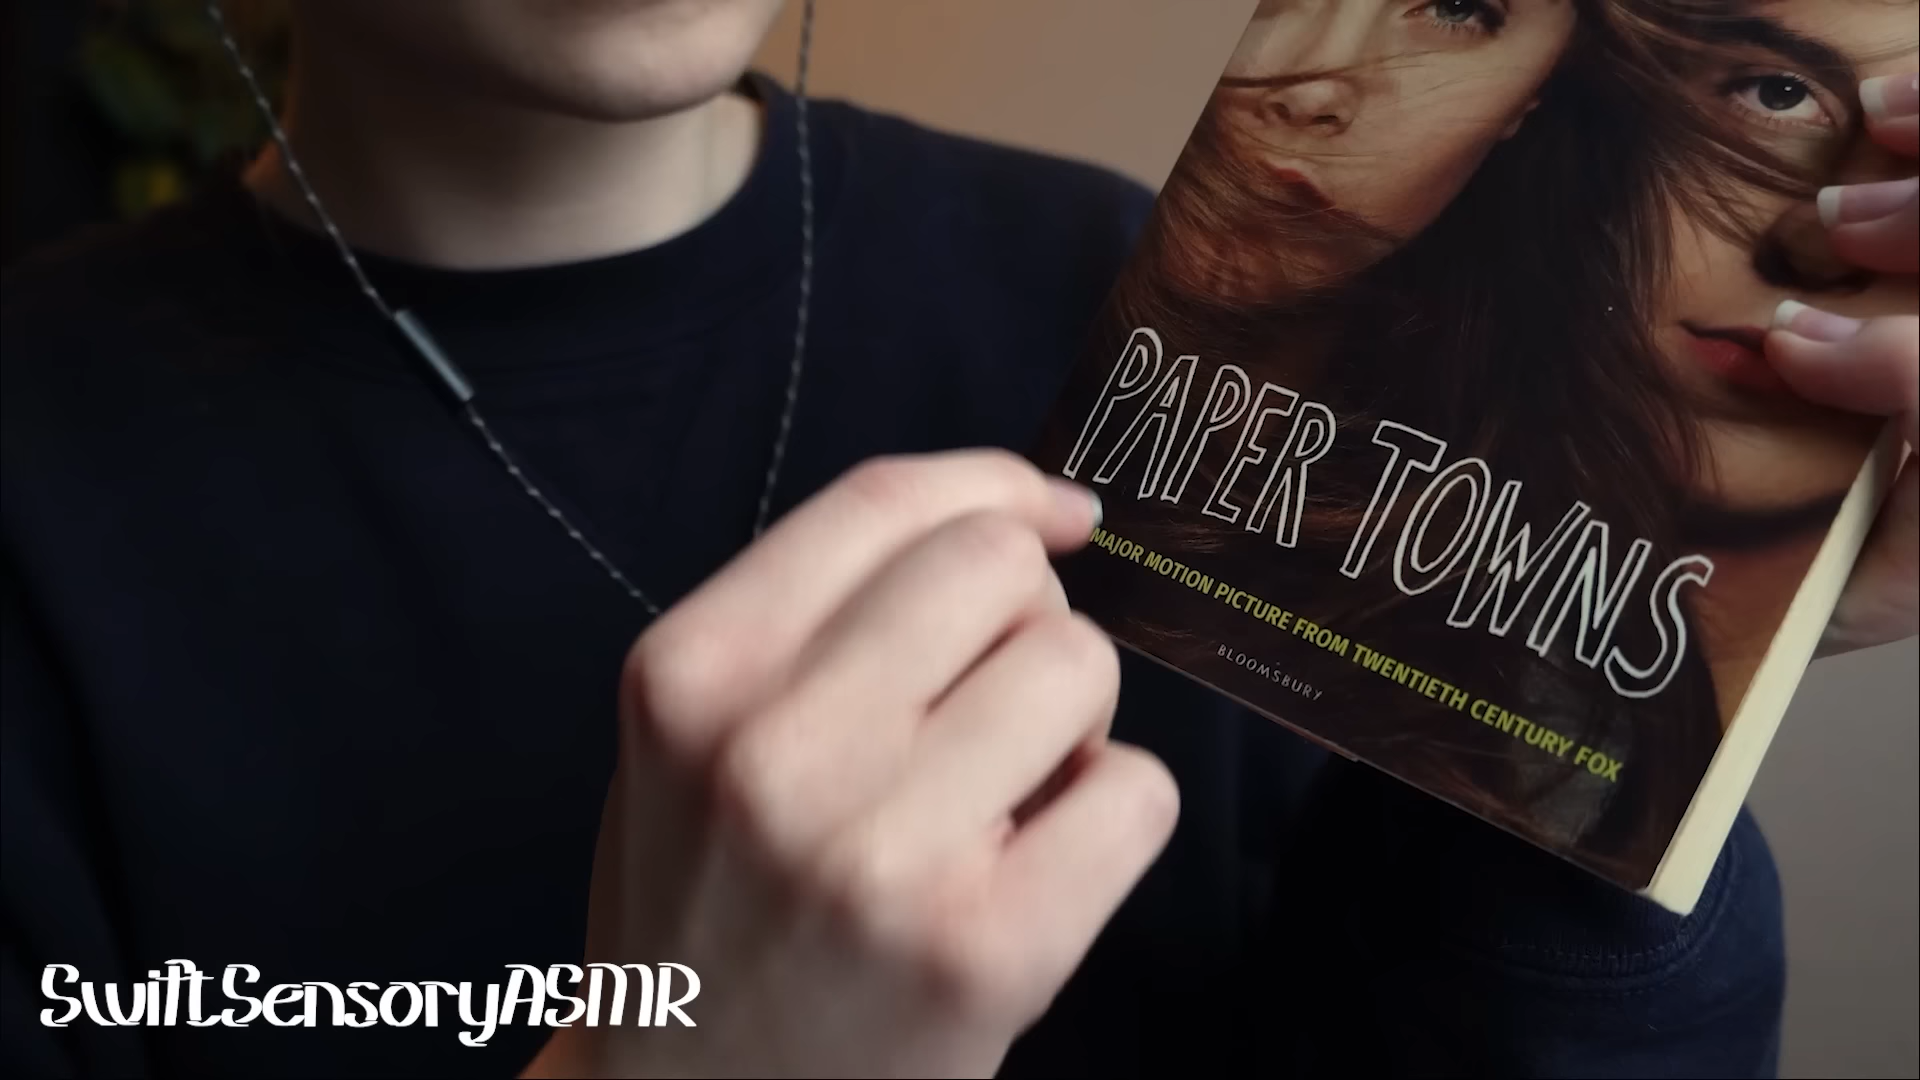 PAPER TOWNS
MAJOR MOTION PICTURE FROM TWENTIETH CENTURY FOX
BLOOMSBURY
SwiftSensoryASMR